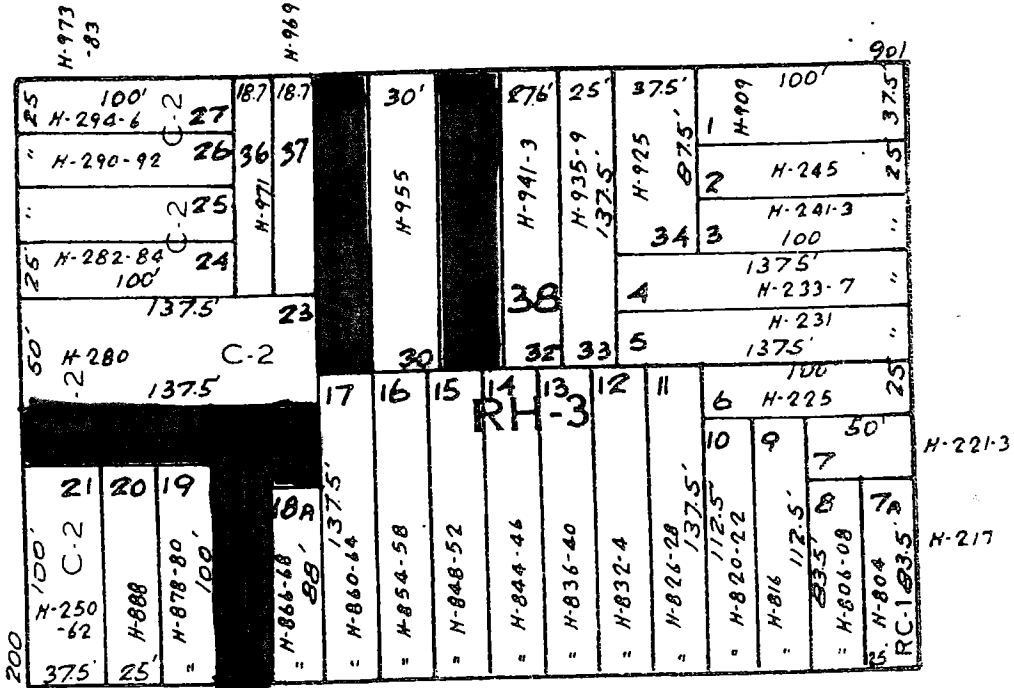 H-973
-83
H-969
901
25 100' C-2
H-294-6 27
" H-290-92 26
" C-2 25
25 H-282-84 24
100'
18.7 18.7
36 37
H-971
30'
H-955
30
27.6' 25' 37.5'
H-941-3
H-935-9
137.5'
H-925
87.5'
38
32 33 34
1 H-909 100' 37.5'
2 H-245 25
3 H-241-3 "
100
4 137.5' "
H-233-7
5 H-231 "
137.5'
6 100' 25'
H-225
137.5' 23
50' H-280 C-2
-2 137.5'
17 16 15 14 13 12 11
RH-3
10 9 7 50' H-221-3
21 20 19
18A
8 7A
100' C-2
H-250
-62
H-888
H-878-80
100'
H-866-68
88'
137.5'
H-860-64
H-854-58
H-848-52
H-844-46
H-836-40
H-832-4
H-826-28
137.5'
112.5'
H-820-22
H-816
112.5'
83.5'
H-806-08
H-804
83.5'
RC-1
H-217
200 37.5' 25' " " " " " " " " " " " " 25'